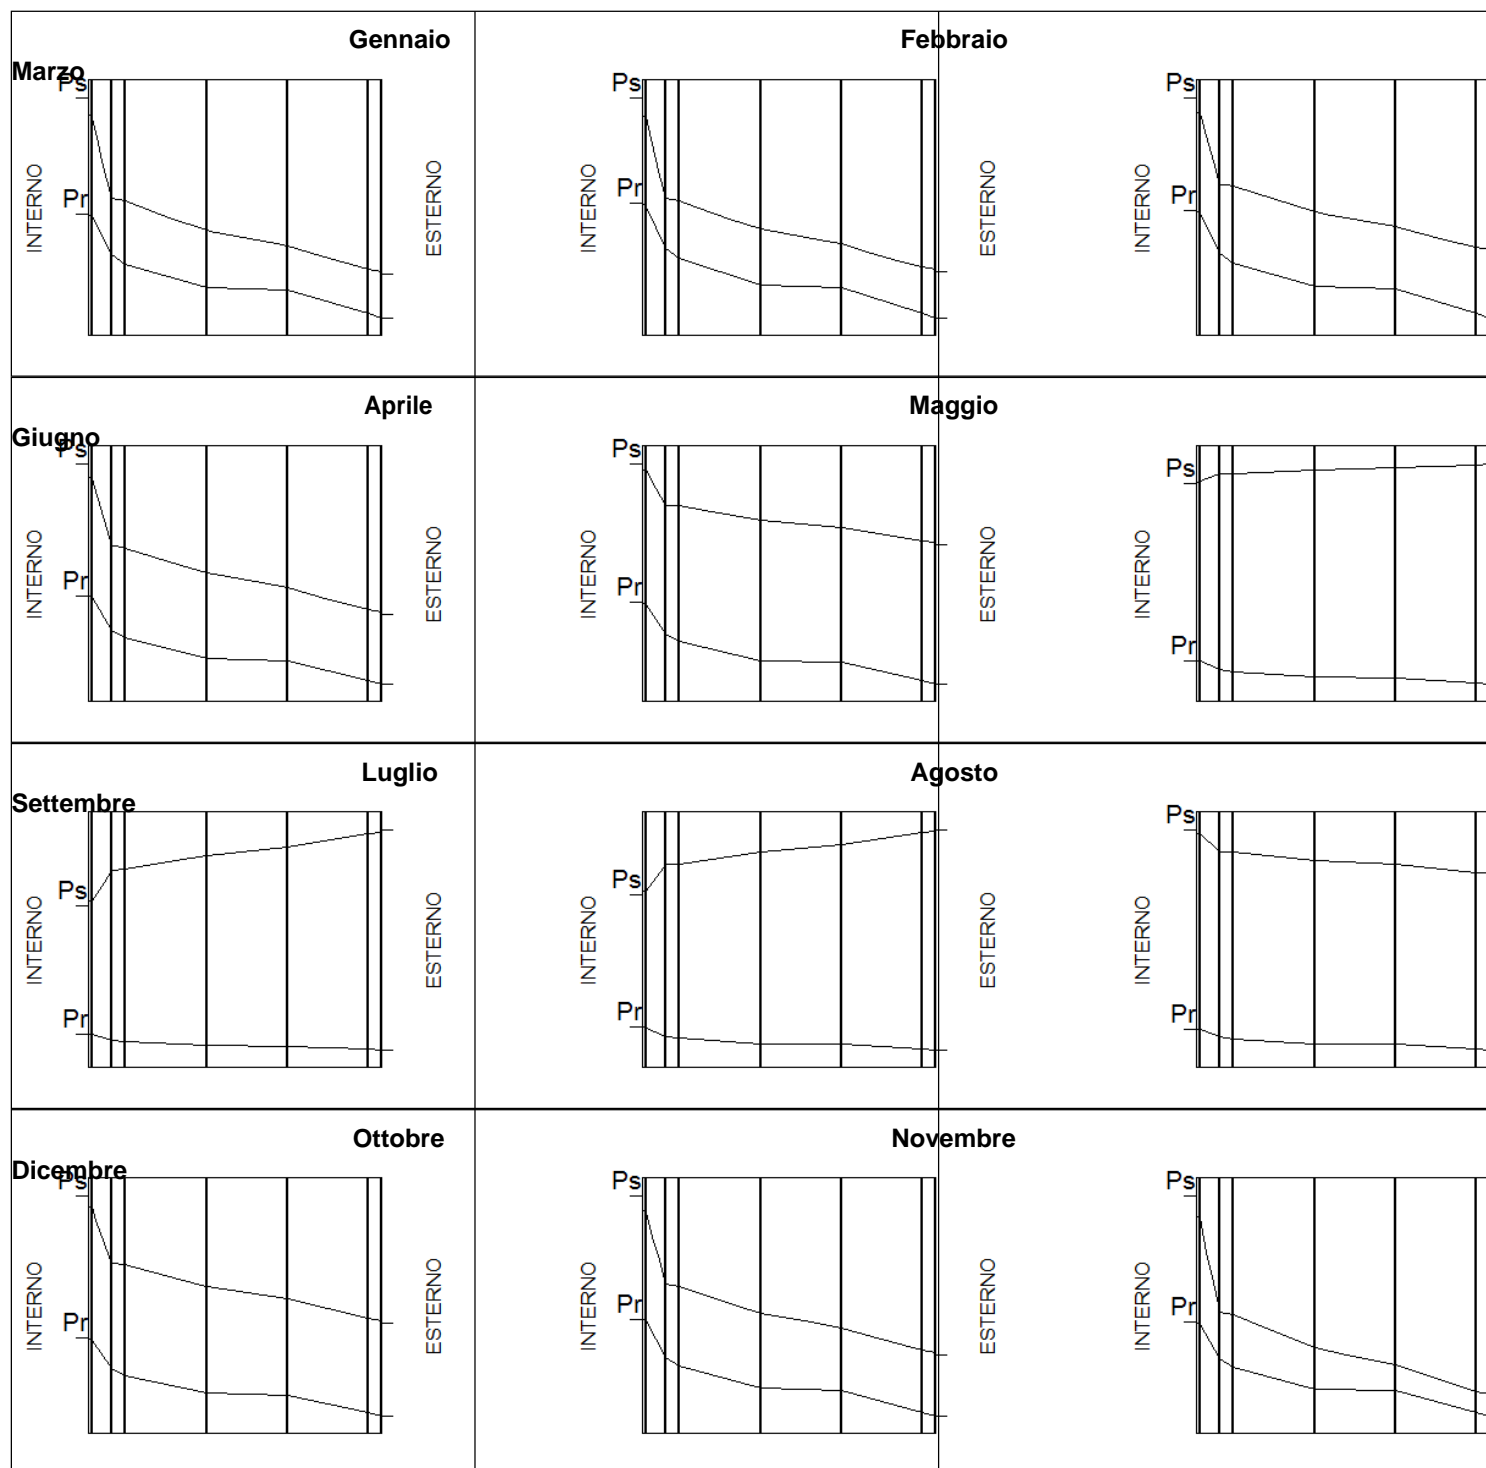 Gennaio Febbraio
Marzo
Ps Ps Ps
INTERNO Pr ESTERNO INTERNO Pr ESTERNO INTERNO Pr
Aprile Maggio
Giugno
Ps Ps Ps
INTERNO Pr ESTERNO INTERNO Pr ESTERNO INTERNO Pr
Luglio Agosto
Settembre
Ps Ps Ps
INTERNO Pr ESTERNO INTERNO Pr ESTERNO INTERNO Pr
Ottobre Novembre
Dicembre
Ps Ps Ps
INTERNO Pr ESTERNO INTERNO Pr ESTERNO INTERNO Pr